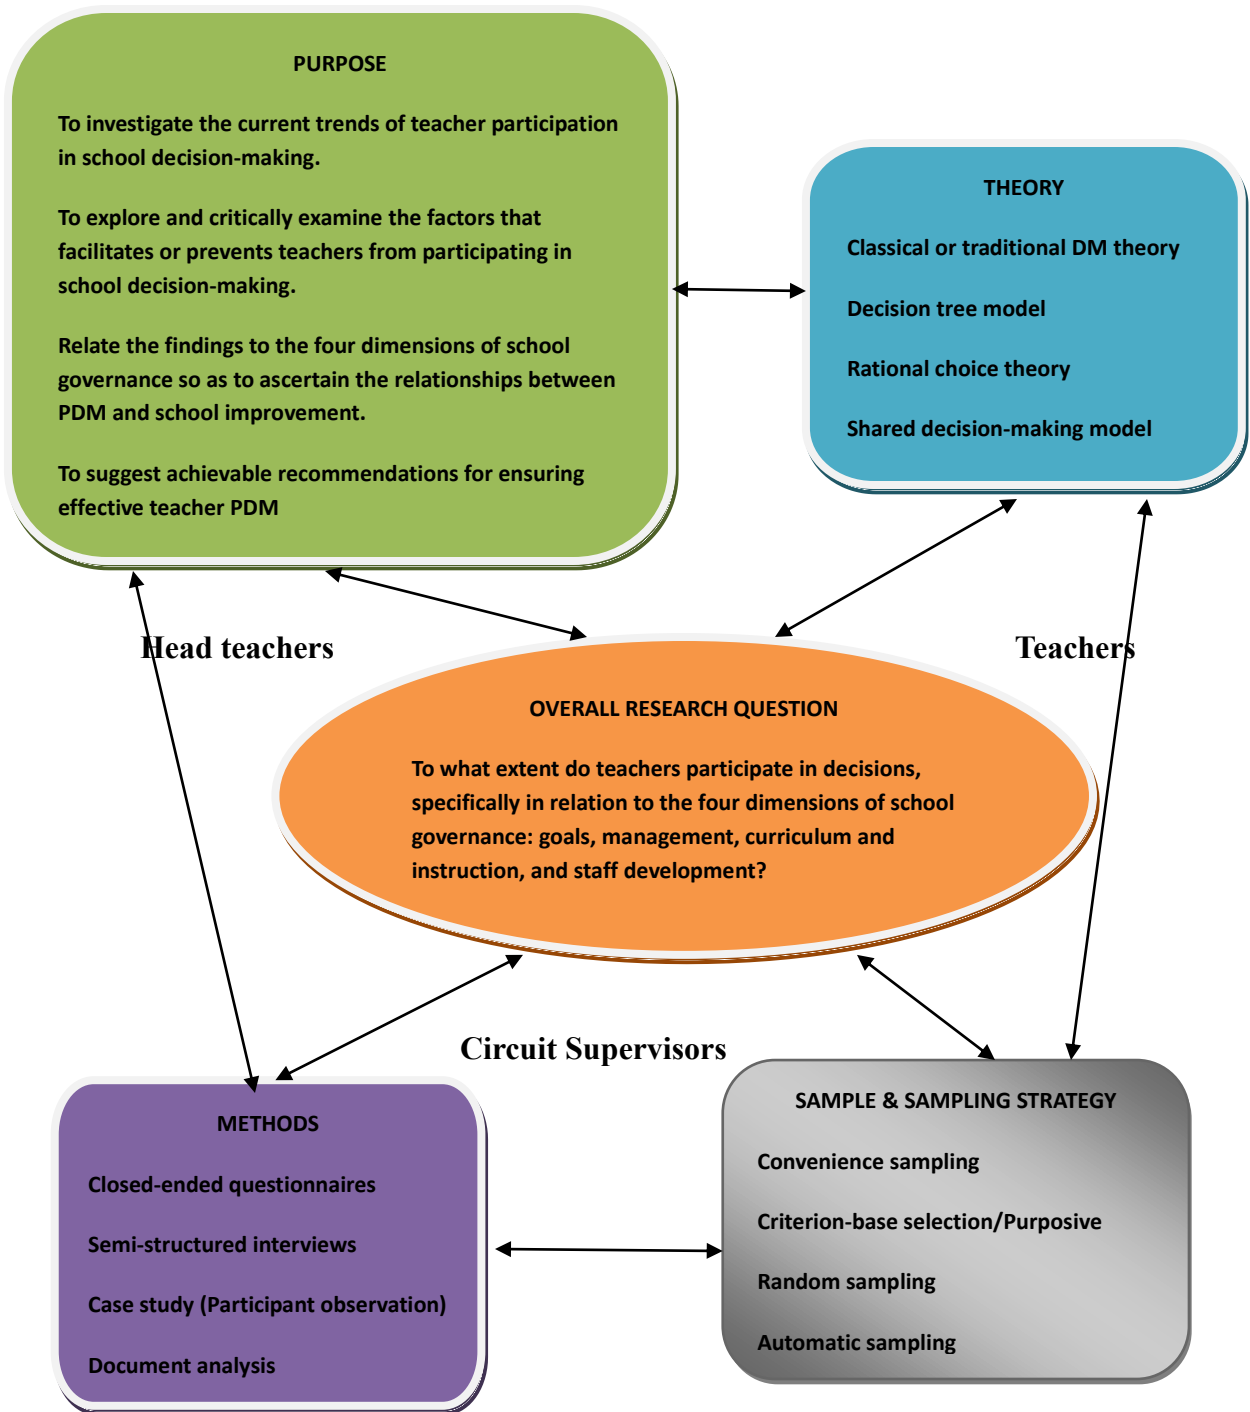 PURPOSE
To investigate the current trends of teacher participation
in school decision-making.
To explore and critically examine the factors that
facilitates or prevents teachers from participating in
school decision-making.
Relate the findings to the four dimensions of school
governance so as to ascertain the relationships between
PDM and school improvement.
To suggest achievable recommendations for ensuring
effective teacher PDM
THEORY
Classical or traditional DM theory
Decision tree model
Rational choice theory
Shared decision-making model
Head teachers
Teachers
OVERALL RESEARCH QUESTION
To what extent do teachers participate in decisions,
specifically in relation to the four dimensions of school
governance: goals, management, curriculum and
instruction, and staff development?
Circuit Supervisors
METHODS
Closed-ended questionnaires
Semi-structured interviews
Case study (Participant observation)
Document analysis
SAMPLE & SAMPLING STRATEGY
Convenience sampling
Criterion-base selection/Purposive
Random sampling
Automatic sampling